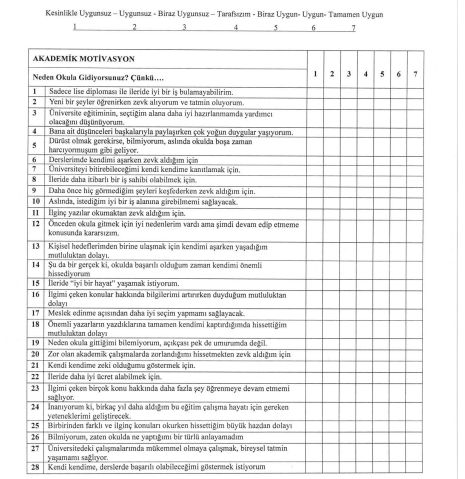 Kesinlikle Uygunsuz – Uygunsuz - Biraz Uygunsuz – Tarafsızım - Biraz Uygun- Uygun- Tamamen Uygun
1 2 3 4 5 6 7
AKADEMİK MOTİVASYON
Neden Okula Gidiyorsunuz? Çünkü…. 1 2 3 4 5 6 7
1 Sadece lise diploması ile ileride iyi bir iş bulamayabilirim.
2 Yeni bir şeyler öğrenirken zevk alıyorum ve tatmin oluyorum.
3 Üniversite eğitiminin, seçtiğim alana daha iyi hazırlanmamda yardımcı
olacağını düşünüyorum.
4 Bana ait düşünceleri başkalarıyla paylaşırken çok yoğun duygular yaşıyorum.
5 Dürüst olmak gerekirse, bilmiyorum, aslında okulda boşa zaman
harcıyormuşum gibi geliyor.
6 Derslerimde kendimi aşarken zevk aldığım için
7 Üniversiteyi bitirebileceğimi kendi kendime kanıtlamak için.
8 İleride daha itibarlı bir iş sahibi olabilmek için.
9 Daha önce hiç görmediğim şeyleri keşfederken zevk aldığım için.
10 Aslında, istediğim iyi bir iş alanına girebilmemi sağlayacak.
11 İlginç yazılar okumaktan zevk aldığım için.
12 Önceden okula gitmek için iyi nedenlerim vardı ama şimdi devam edip etmeme
konusunda kararsızım.
13 Kişisel hedeflerimden birine ulaşmak için kendimi aşarken yaşadığım
mutluluktan dolayı.
14 Şu da bir gerçek ki, okulda başarılı olduğum zaman kendimi önemli
hissediyorum
15 İleride "iyi bir hayat" yaşamak istiyorum.
16 İlgimi çeken konular hakkında bilgilerimi artırırken duyduğum mutluluktan
dolayı
17 Meslek edinme açısından daha iyi seçim yapmamı sağlayacak.
18 Önemli yazarların yazdıklarına tamamen kendimi kaptırdığımda hissettiğim
mutluluktan dolayı
19 Neden okula gittiğimi bilemiyorum, açıkçası pek de umurumda değil.
20 Zor olan akademik çalışmalarda zorlandığımı hissetmekten zevk aldığım için
21 Kendi kendime zeki olduğumu göstermek için.
22 İleride daha iyi ücret alabilmek için.
23 İlgimi çeken birçok konu hakkında daha fazla şey öğrenmeye devam etmemi
sağlıyor.
24 İnanıyorum ki, birkaç yıl daha aldığım bu eğitim çalışma hayatı için gereken
yeteneklerimi geliştirecek.
25 Birbirinden farklı ve ilginç konuları okurken hissettiğim büyük hazdan dolayı
26 Bilmiyorum, zaten okulda ne yaptığımı bir türlü anlayamadım
27 Üniversitedeki çalışmalarımda mükemmel olmaya çalışmak, bireysel tatmin
yaşamamı sağlıyor.
28 Kendi kendime, derslerde başarılı olabileceğimi göstermek istiyorum